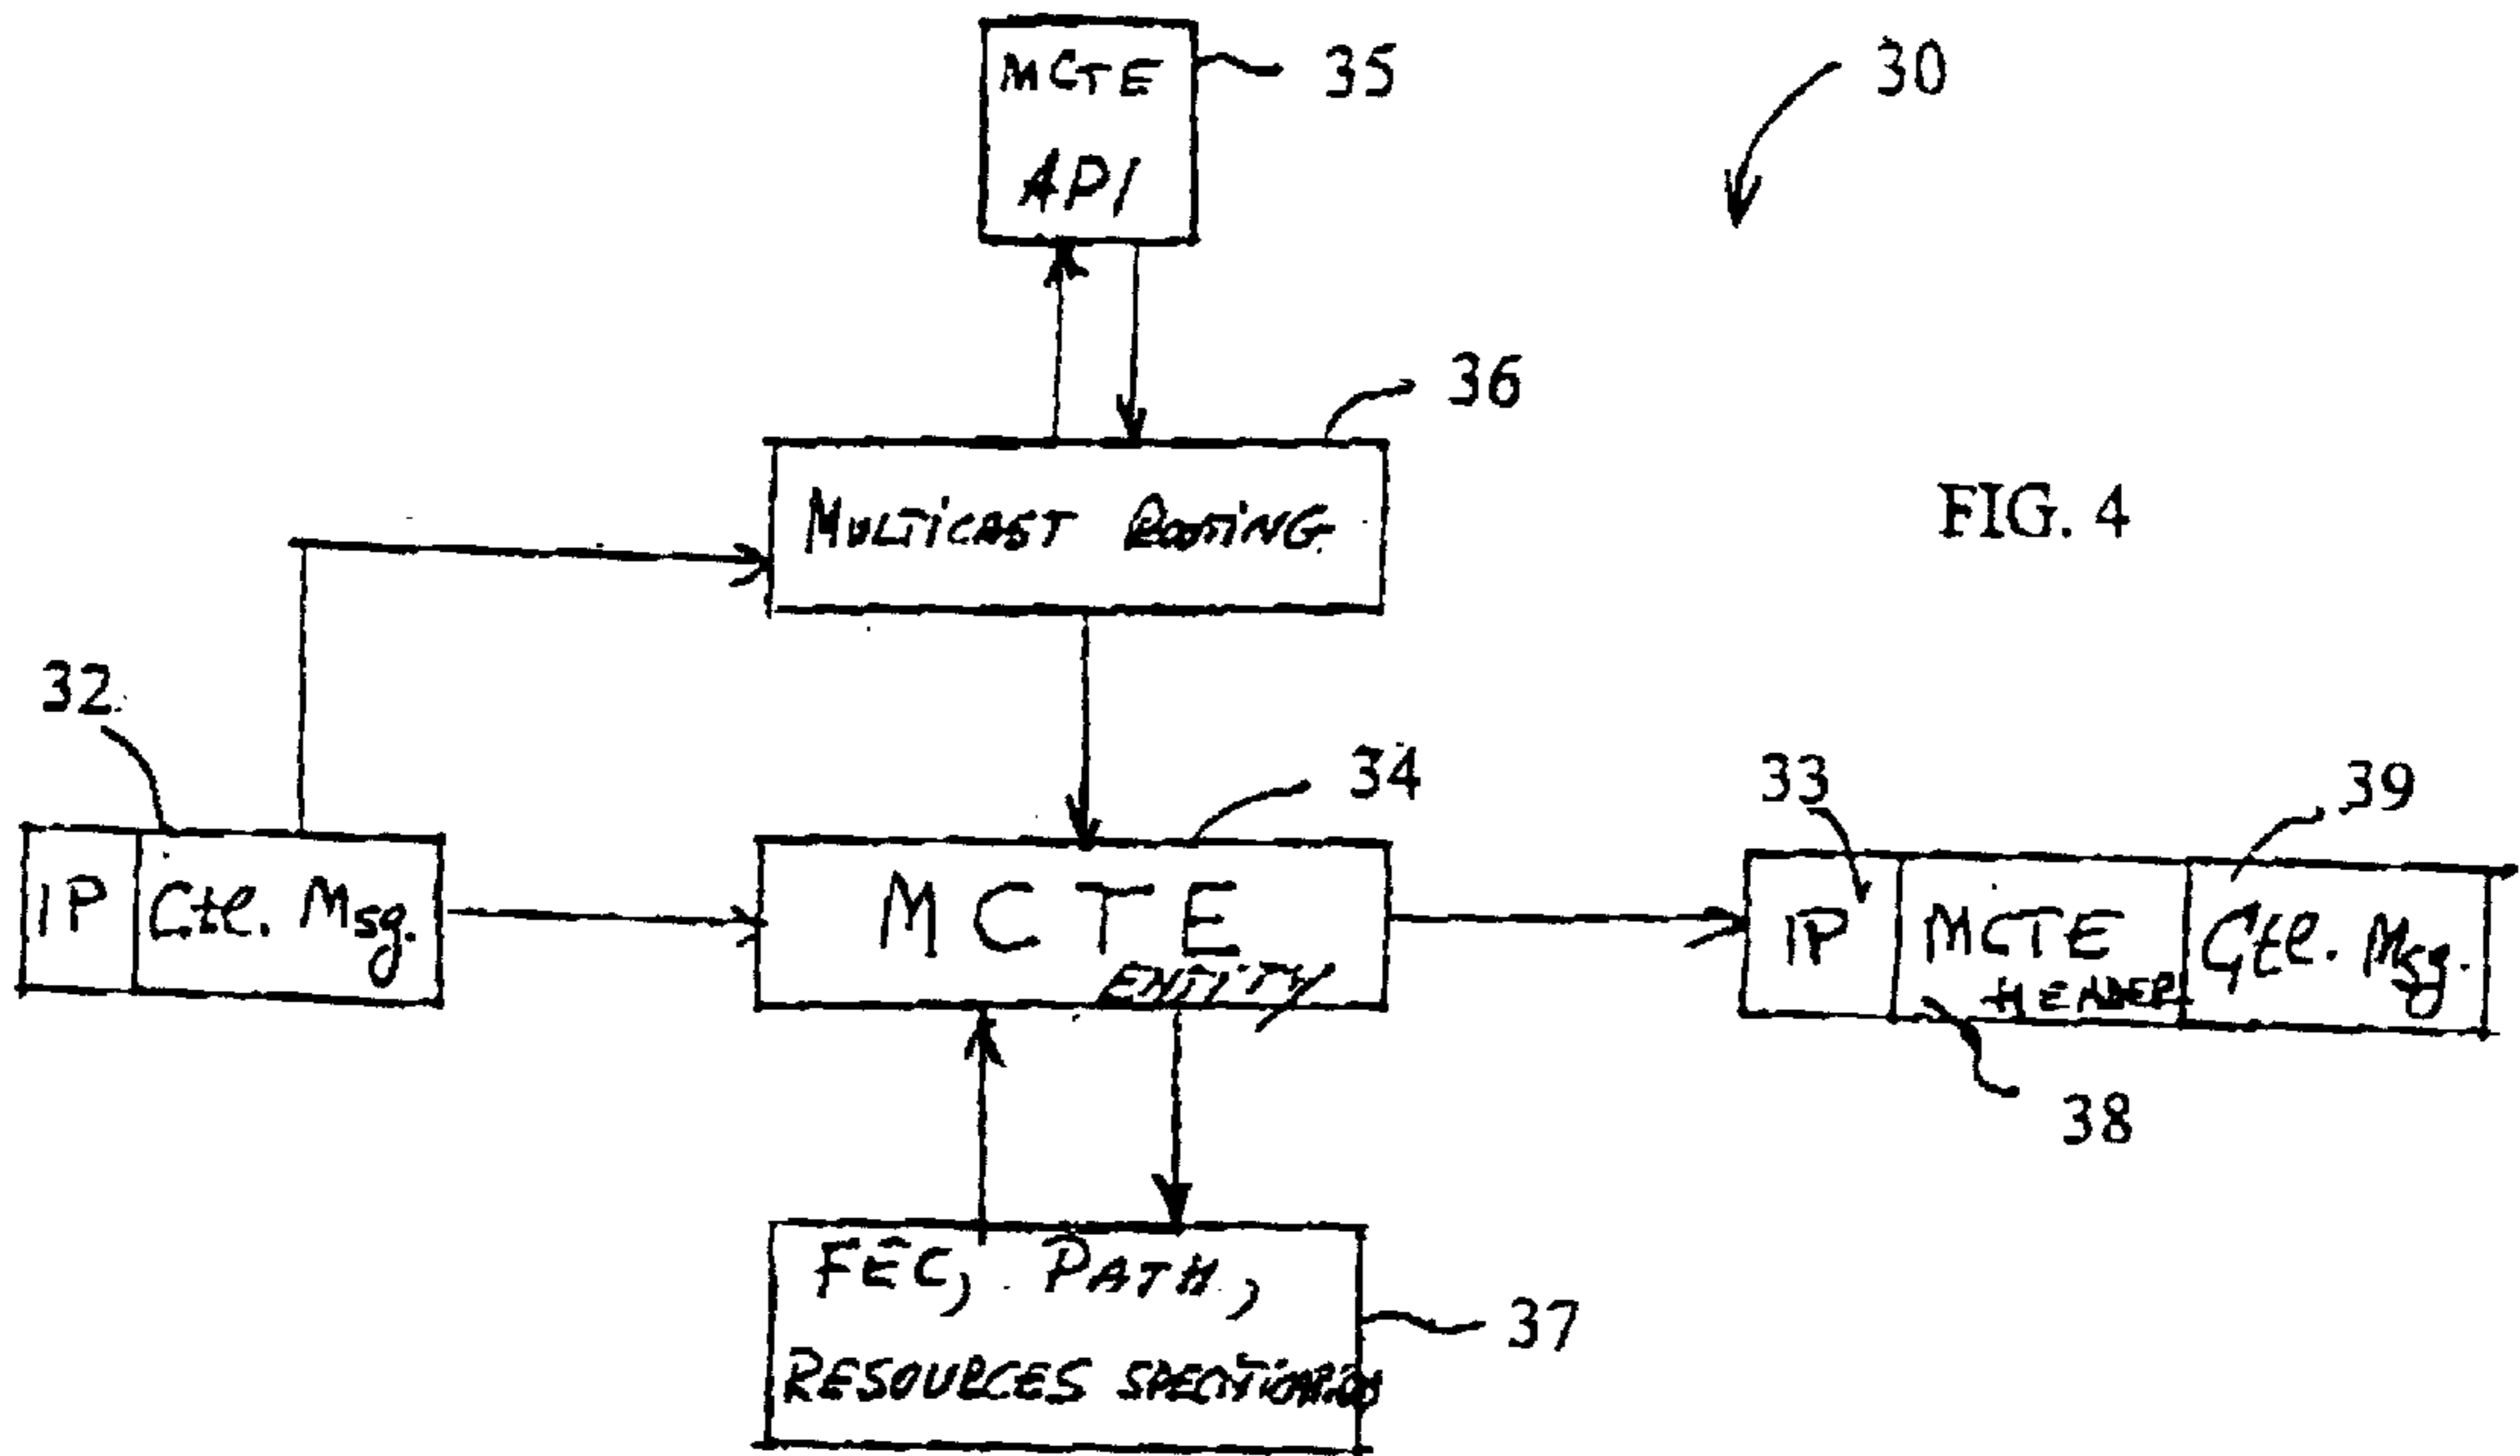 MCTE
API
35
30
36
MULTICAST ROUTING
FIG. 4
32
34
33
39
IP Ctl. Msg.
MCTE
ENTITY
IP MCTE
HEADER
Ctl. Msg.
38
FEC, PATH,
RESOURCES
37